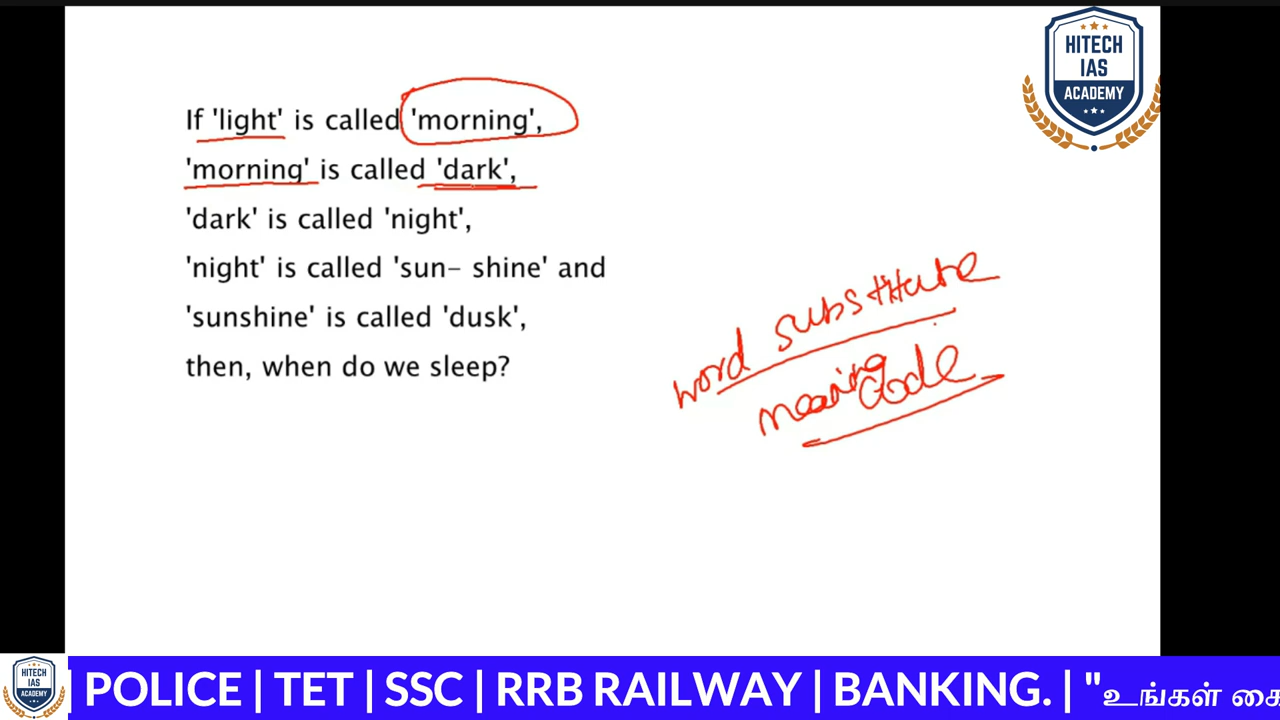 HITECH
IAS
ACADEMY
If 'light' is called 'morning',
'morning' is called 'dark',
'dark' is called 'night',
'night' is called 'sun- shine' and
'sunshine' is called 'dusk',
then, when do we sleep?
word substitute
code
HITECH
IAS
ACADEMY
| POLICE | TET | SSC | RRB RAILWAY | BANKING. | "உங்கள் கை